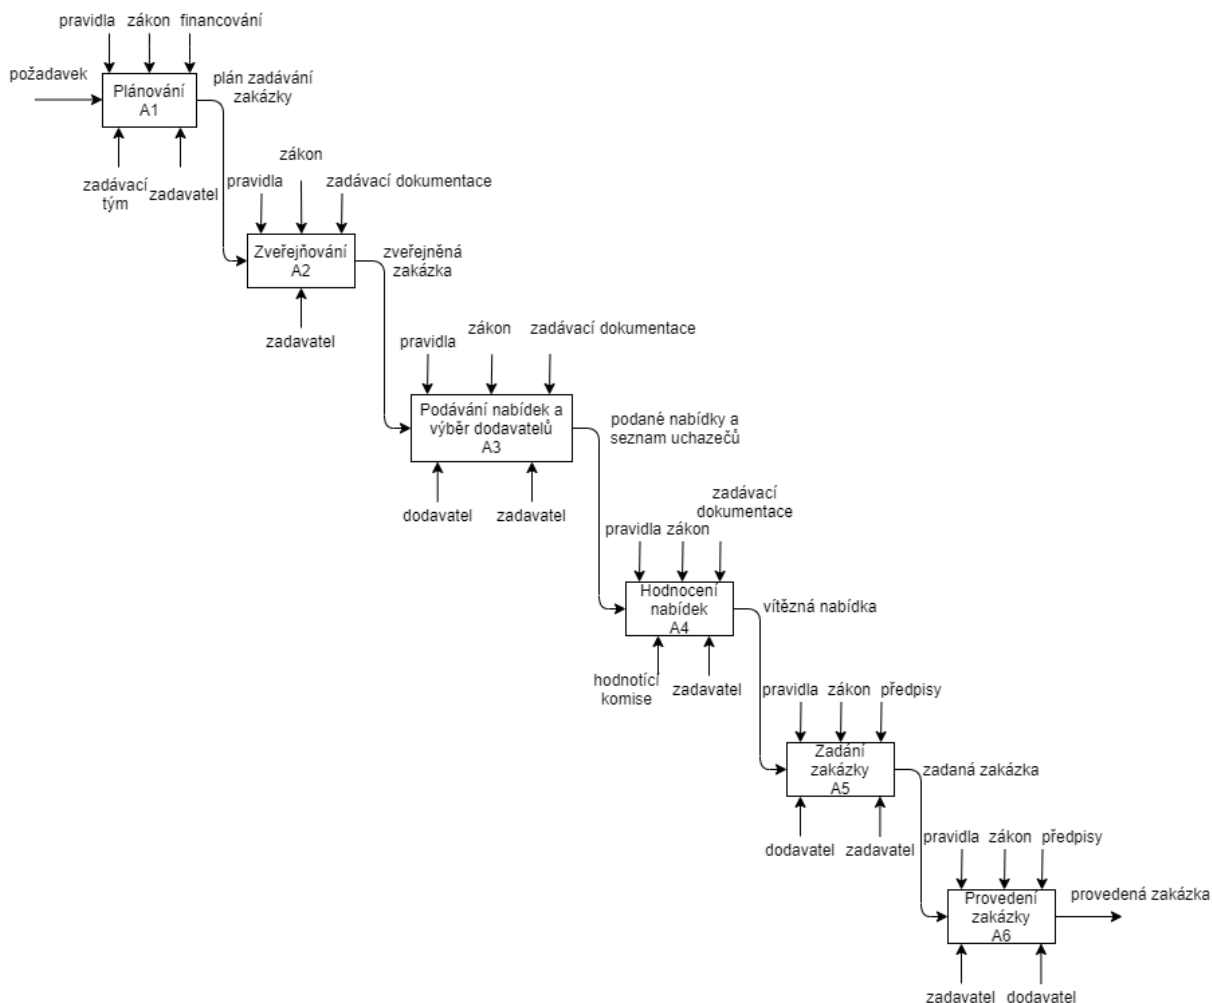 pravidla
zákon
financování
požadavek
Plánování
A1
plán zadávání
zakázky
zadávací
tým
zadavatel
zákon
pravidla
zadávací dokumentace
Zveřejňování
A2
zveřejněná
zakázka
zadavatel
pravidla
zákon
zadávací dokumentace
Podávání nabídek a
výběr dodavatelů
A3
podané nabídky a
seznam uchazečů
dodavatel
zadavatel
pravidla
zákon
zadávací
dokumentace
Hodnocení
nabídek
A4
vítězná nabídka
hodnotící
komise
zadavatel
pravidla
zákon
předpisy
Zadání
zakázky
A5
zadaná zakázka
dodavatel
zadavatel
pravidla
zákon
předpisy
Provedení
zakázky
A6
provedená zakázka
zadavatel
dodavatel